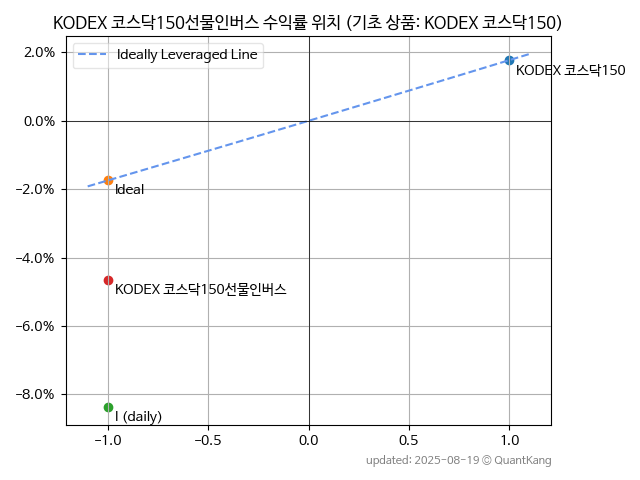 KODEX 코스닥150선물인버스 수익률 위치 (기초 상품: KODEX 코스닥150)
2.0%
Ideally Leveraged Line
KODEX 코스닥150
0.0%
Ideal
−2.0%
−4.0%
KODEX 코스닥150선물인버스
−6.0%
−8.0%
I (daily)
−1.0 −0.5 0.0 0.5 1.0
updated: 2025-08-19 © QuantKang